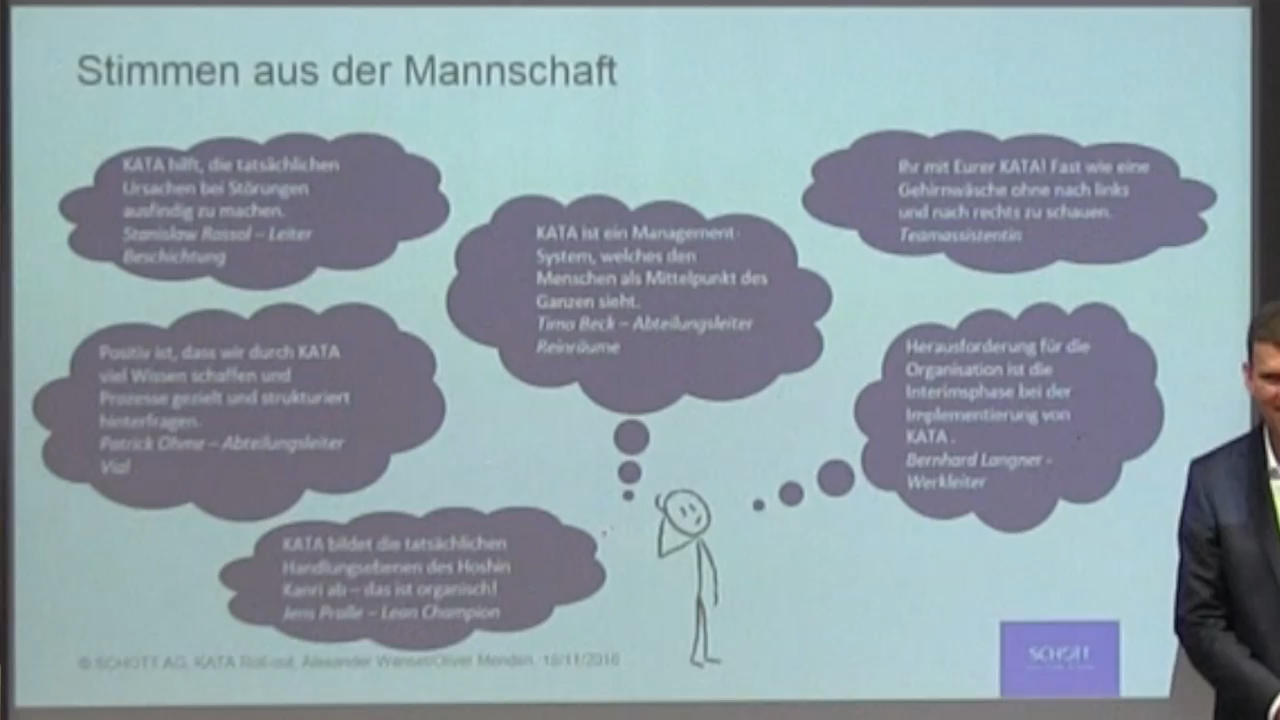 Stimmen aus der Mannschaft
KATA hilft, die tatsächlichen
Ursachen bei Störungen
ausfindig zu machen.
Stanislaw Rassol – Leiter
Beschichtung
KATA ist ein Management-
System, welches den
Menschen als Mittelpunkt des
Ganzen sieht.
Timo Beck – Abteilungsleiter
Reinräume
Ihr mit Eurer KATA! Fast wie eine
Gehirnwäsche ohne nach links
und nach rechts zu schauen.
Teamassistentin
Positiv ist, dass wir durch KATA
viel Wissen schaffen und
Prozesse gezielt und strukturiert
hinterfragen.
Patrick Ohme – Abteilungsleiter
Vial
Herausforderung für die
Organisation ist die
Interimsphase bei der
Implementierung von
KATA .
Bernhard Langner -
Werkleiter
KATA bildet die tatsächlichen
Handlungsebenen des Hoshin
Kanri ab – das ist organisch!
Jens Pralle – Lean Champion
© SCHOTT AG, KATA Roll-out, Alexander 18/11/2016
SCHOTT